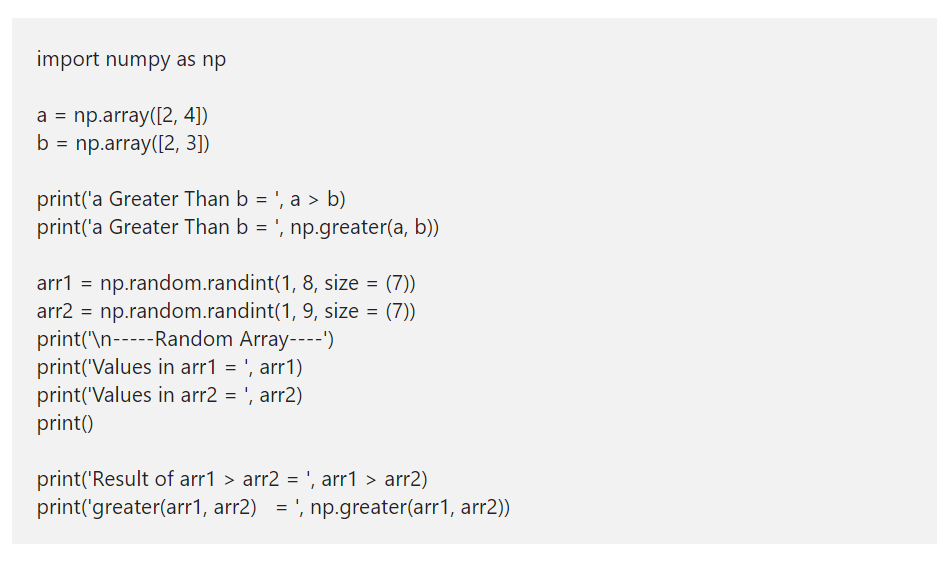 import numpy as np
a = np.array([2, 4])
b = np.array([2, 3])
print('a Greater Than b = ', a > b)
print('a Greater Than b = ', np.greater(a, b))
arr1 = np.random.randint(1, 8, size = (7))
arr2 = np.random.randint(1, 9, size = (7))
print('\n-----Random Array----')
print('Values in arr1 = ', arr1)
print('Values in arr2 = ', arr2)
print()
print('Result of arr1 > arr2 = ', arr1 > arr2)
print('greater(arr1, arr2)   = ', np.greater(arr1, arr2))